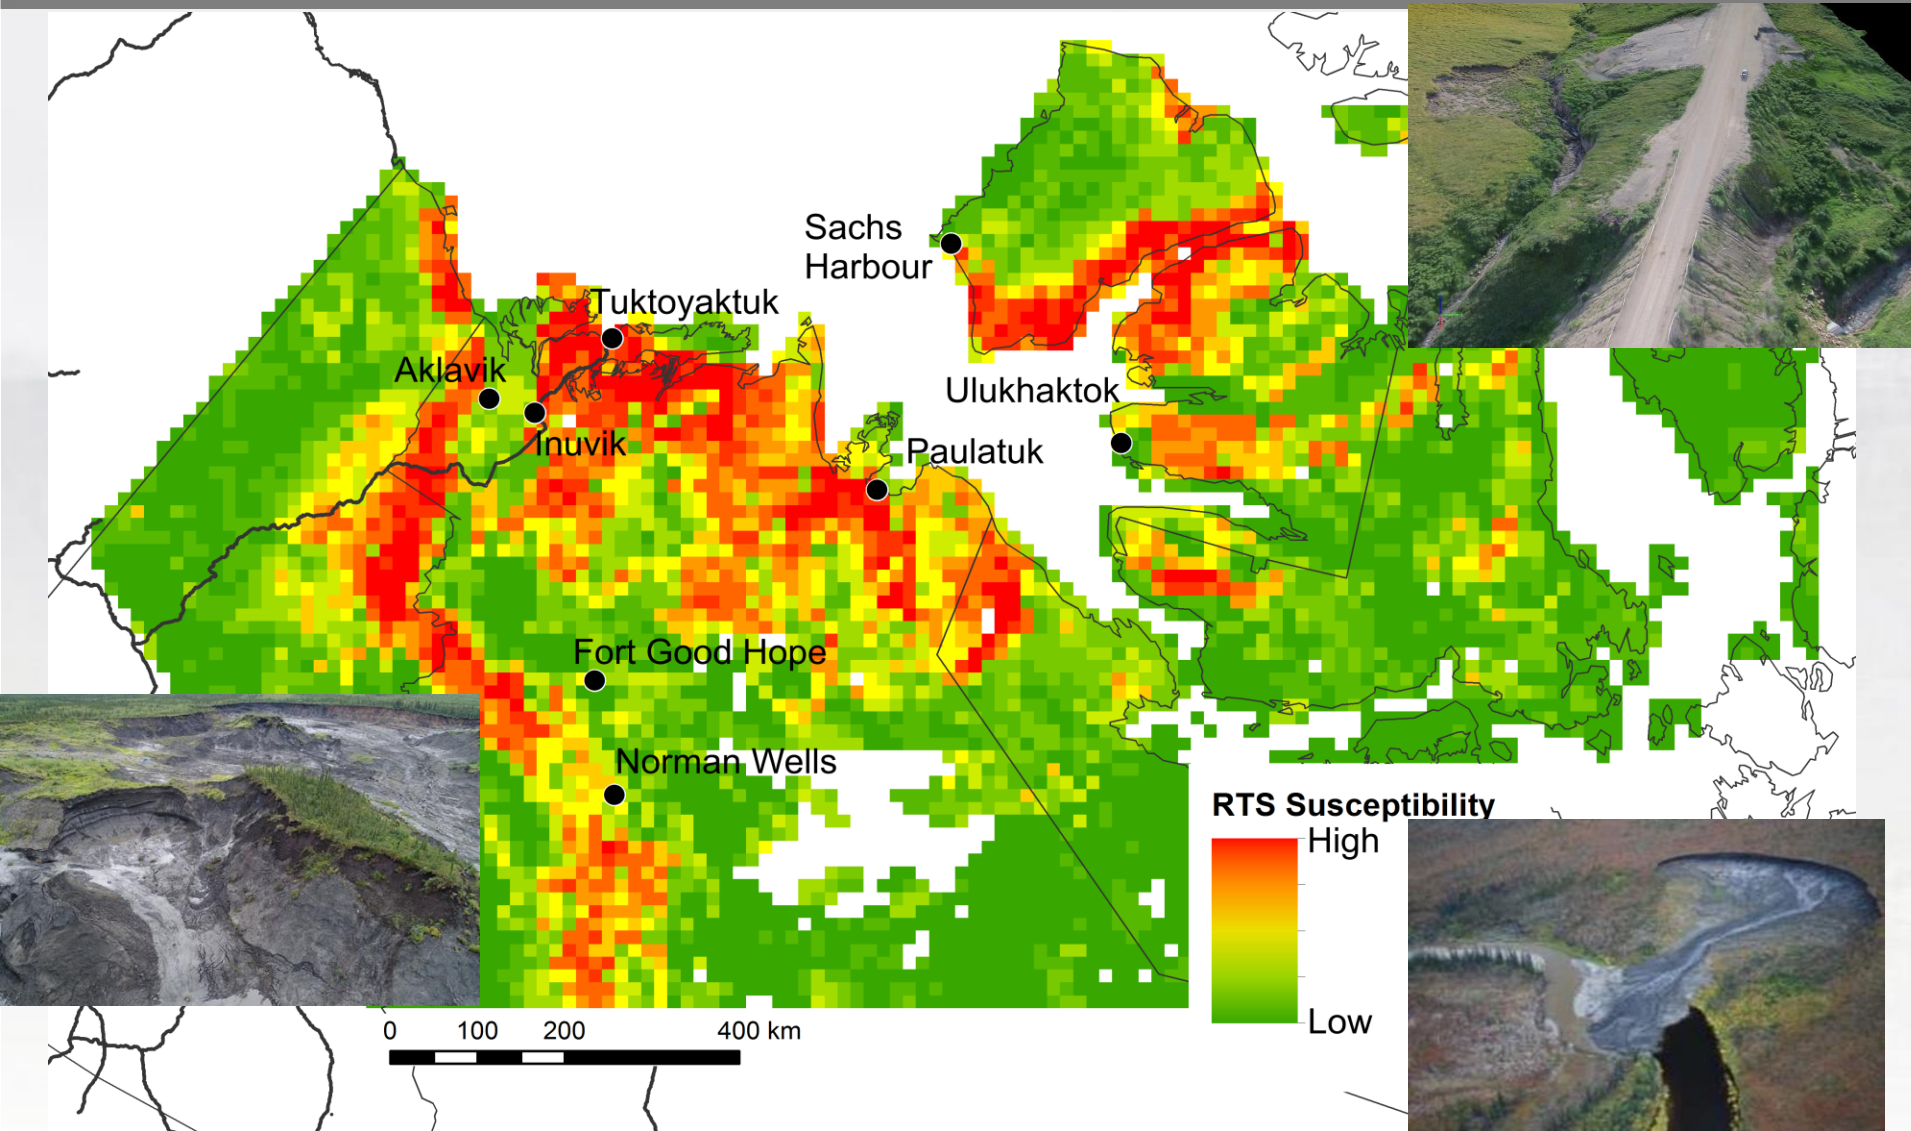 Sachs
Harbour
Tuktoyaktuk
Aklavik
Ulukhaktok
Inuvik
Paulatuk
Fort Good Hope
Norman Wells
RTS Susceptibility
High
Low
0 100 200 400 km